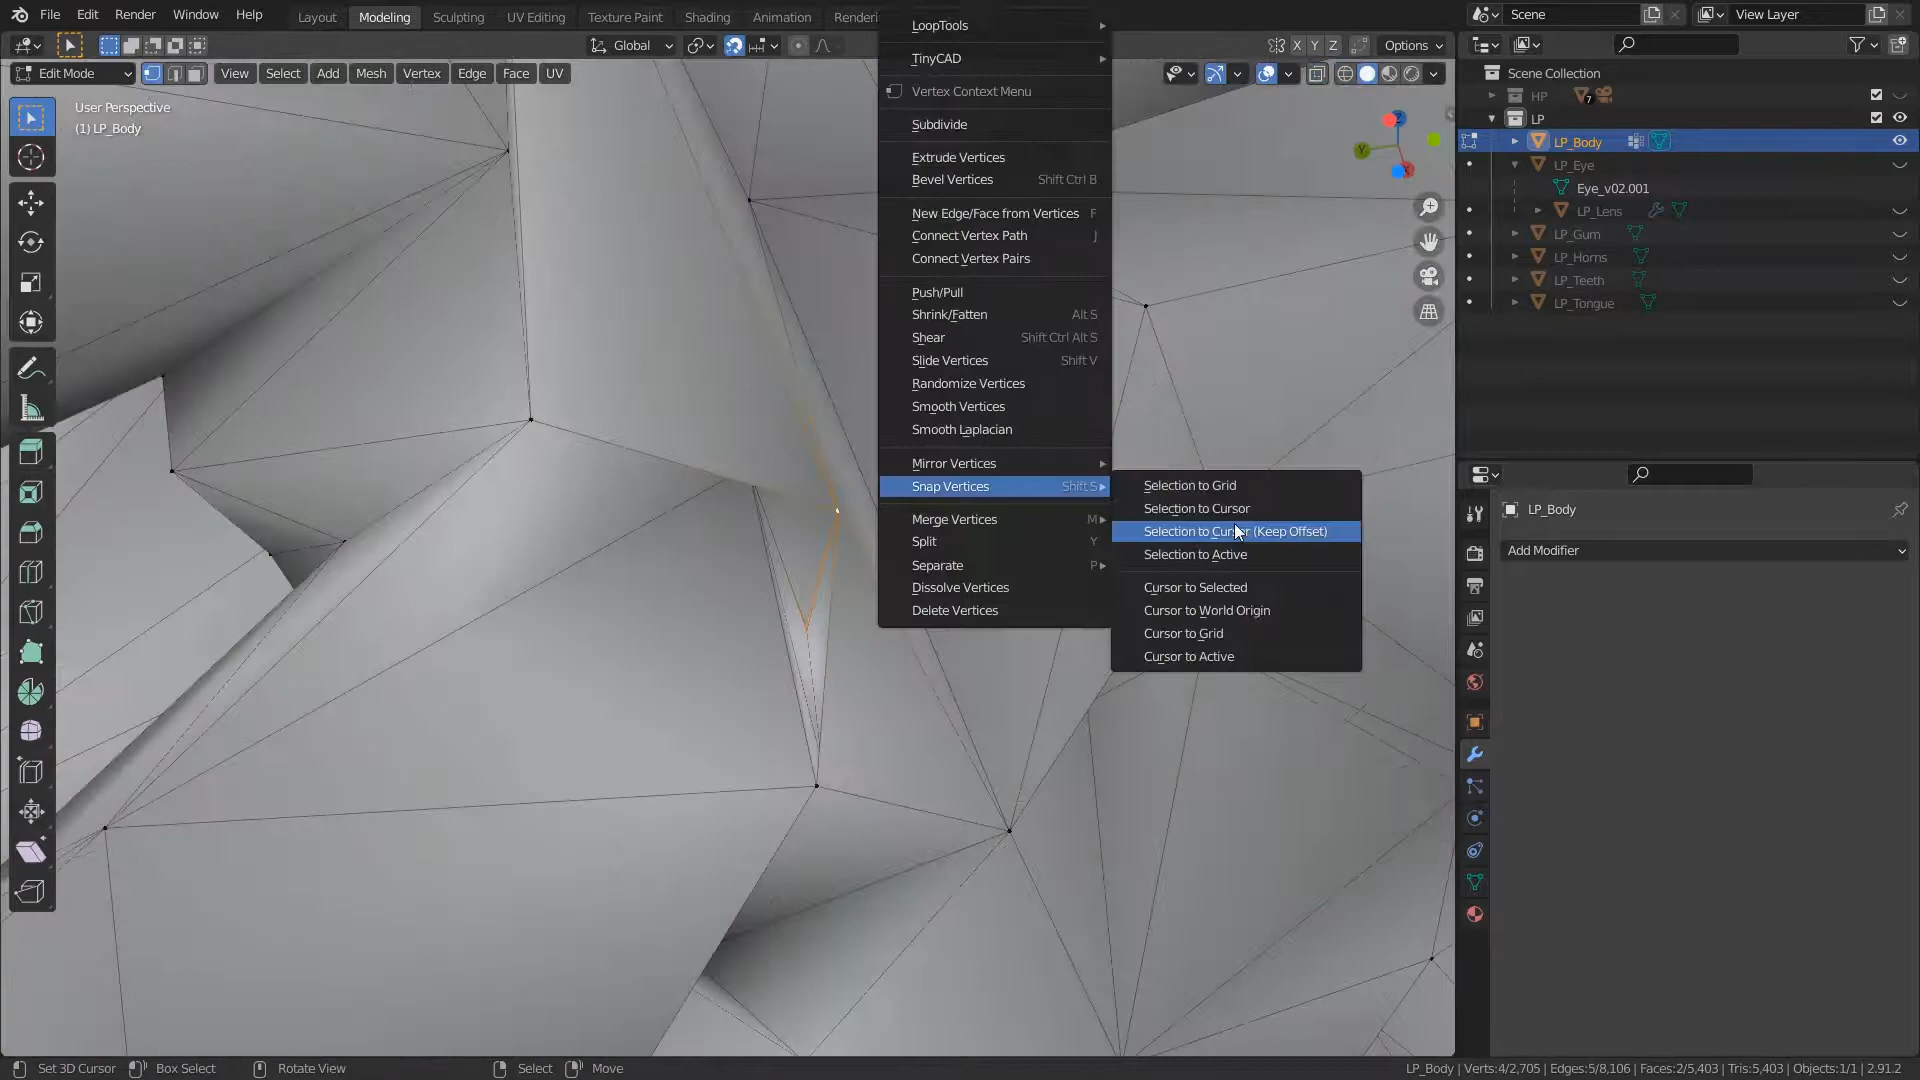 File Edit Render Window Help
Layout Modeling Sculpting UV Editing Texture Paint Shading Animation Renderin
Scene View Layer
Global Options
X Y Z
Edit Mode View Select Add Mesh Vertex Edge Face UV
User Perspective
(1) LP_Body
LoopTools
TinyCAD
Vertex Context Menu
Subdivide
Extrude Vertices
Bevel Vertices Shift Ctrl B
New Edge/Face from Vertices F
Connect Vertex Path J
Connect Vertex Pairs
Push/Pull
Shrink/Fatten Alt S
Shear Shift Ctrl Alt S
Slide Vertices Shift V
Randomize Vertices
Smooth Vertices
Smooth Laplacian
Mirror Vertices
Snap Vertices Shift S
Merge Vertices M
Split Y
Separate P
Dissolve Vertices
Delete Vertices
Selection to Grid
Selection to Cursor
Selection to Cursor (Keep Offset)
Selection to Active
Cursor to Selected
Cursor to World Origin
Cursor to Grid
Cursor to Active
Z
Y
X
Scene Collection
HP 7
LP
LP_Body
LP_Eye
Eye_v02.001
LP_Lens
LP_Gum
LP_Horns
LP_Teeth
LP_Tongue
LP_Body
Add Modifier
Set 3D Cursor Box Select Rotate View Select Move
LP_Body | Verts:4/2,705 | Edges:5/8,106 | Faces:2/5,403 | Tris:5,403 | Objects:1/1 | 2.91.2